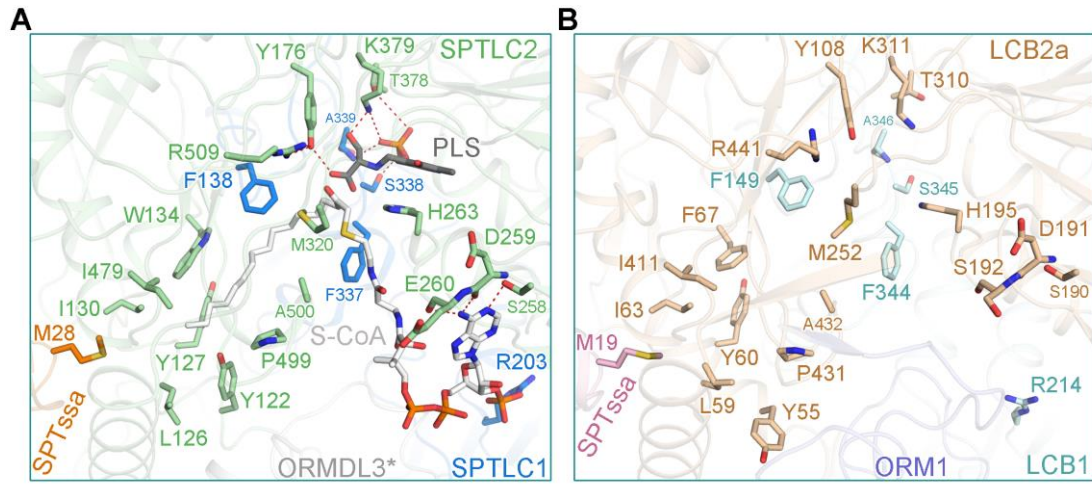 A
Y176
K379
SPTLC2
T378
A339
PLS
R509
F138
S338
H263
W134
M320
D259
I479
F337
E260
S258
I130
A500
S-CoA
M28
Y127
P499
R203
SPTssa
Y122
L126
ORMDL3*
SPTLC1
B
Y108
K311
LCB2a
T310
A346
R441
F149
S345
H195
F67
D191
M252
I411
S192
S190
F344
I63
A432
M19
Y60
P431
R214
SPTssa
L59
Y55
ORM1
LCB1